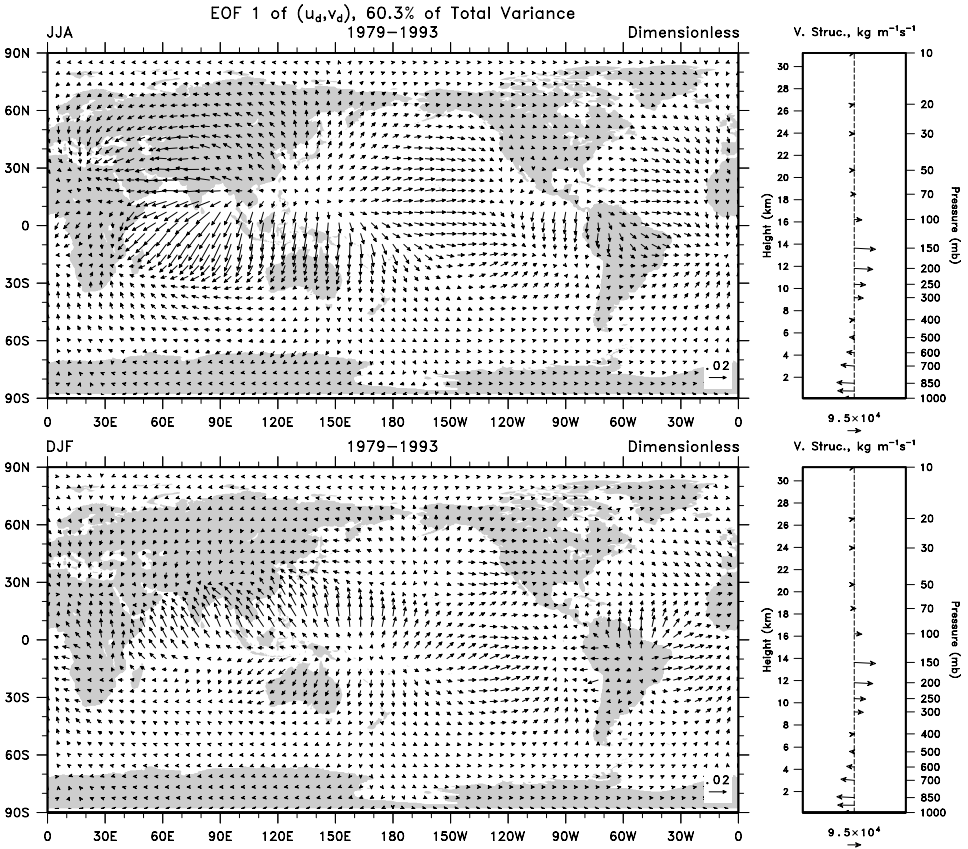 EOF 1 of (u_d,v_d), 60.3% of Total Variance
JJA 1979−1993 Dimensionless
V. Struc., kg m⁻¹s⁻¹
90N
60N
30N
0
30S
60S
90S
.02
0 30E 60E 90E 120E 150E 180 150W 120W 90W 60W 30W 0
Height (km)
30
28
26
24
22
20
18
16
14
12
10
8
6
4
2
10
20
30
50
70
100
150
200
250
300
400
500
600
700
850
1000
Pressure (mb)
9.5×10⁴
DJF 1979−1993 Dimensionless
V. Struc., kg m⁻¹s⁻¹
90N
60N
30N
0
30S
60S
90S
.02
0 30E 60E 90E 120E 150E 180 150W 120W 90W 60W 30W 0
Height (km)
30
28
26
24
22
20
18
16
14
12
10
8
6
4
2
10
20
30
50
70
100
150
200
250
300
400
500
600
700
850
1000
Pressure (mb)
9.5×10⁴